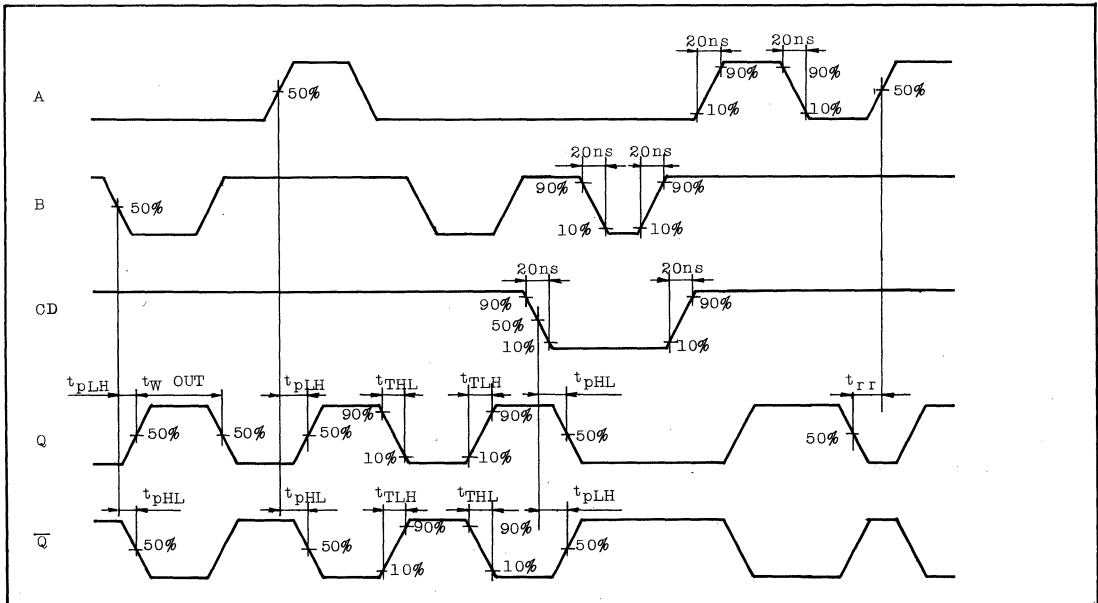 20ns 20ns
A 50% 90% 90% 50%
10% 10%
20ns 20ns
B 50% 90% 90%
10% 10%
20ns 20ns
CD 90% 90%
50%
10% 10%
tpLH tW OUT tpLH tTHL tTLH tpHL trr
90% 90%
Q 50% 50% 50% 50% 50%
10% 10%
tpHL tpHL tTLH tTHL tpLH
90% 90%
Q̅ 50% 50% 50%
10% 10%